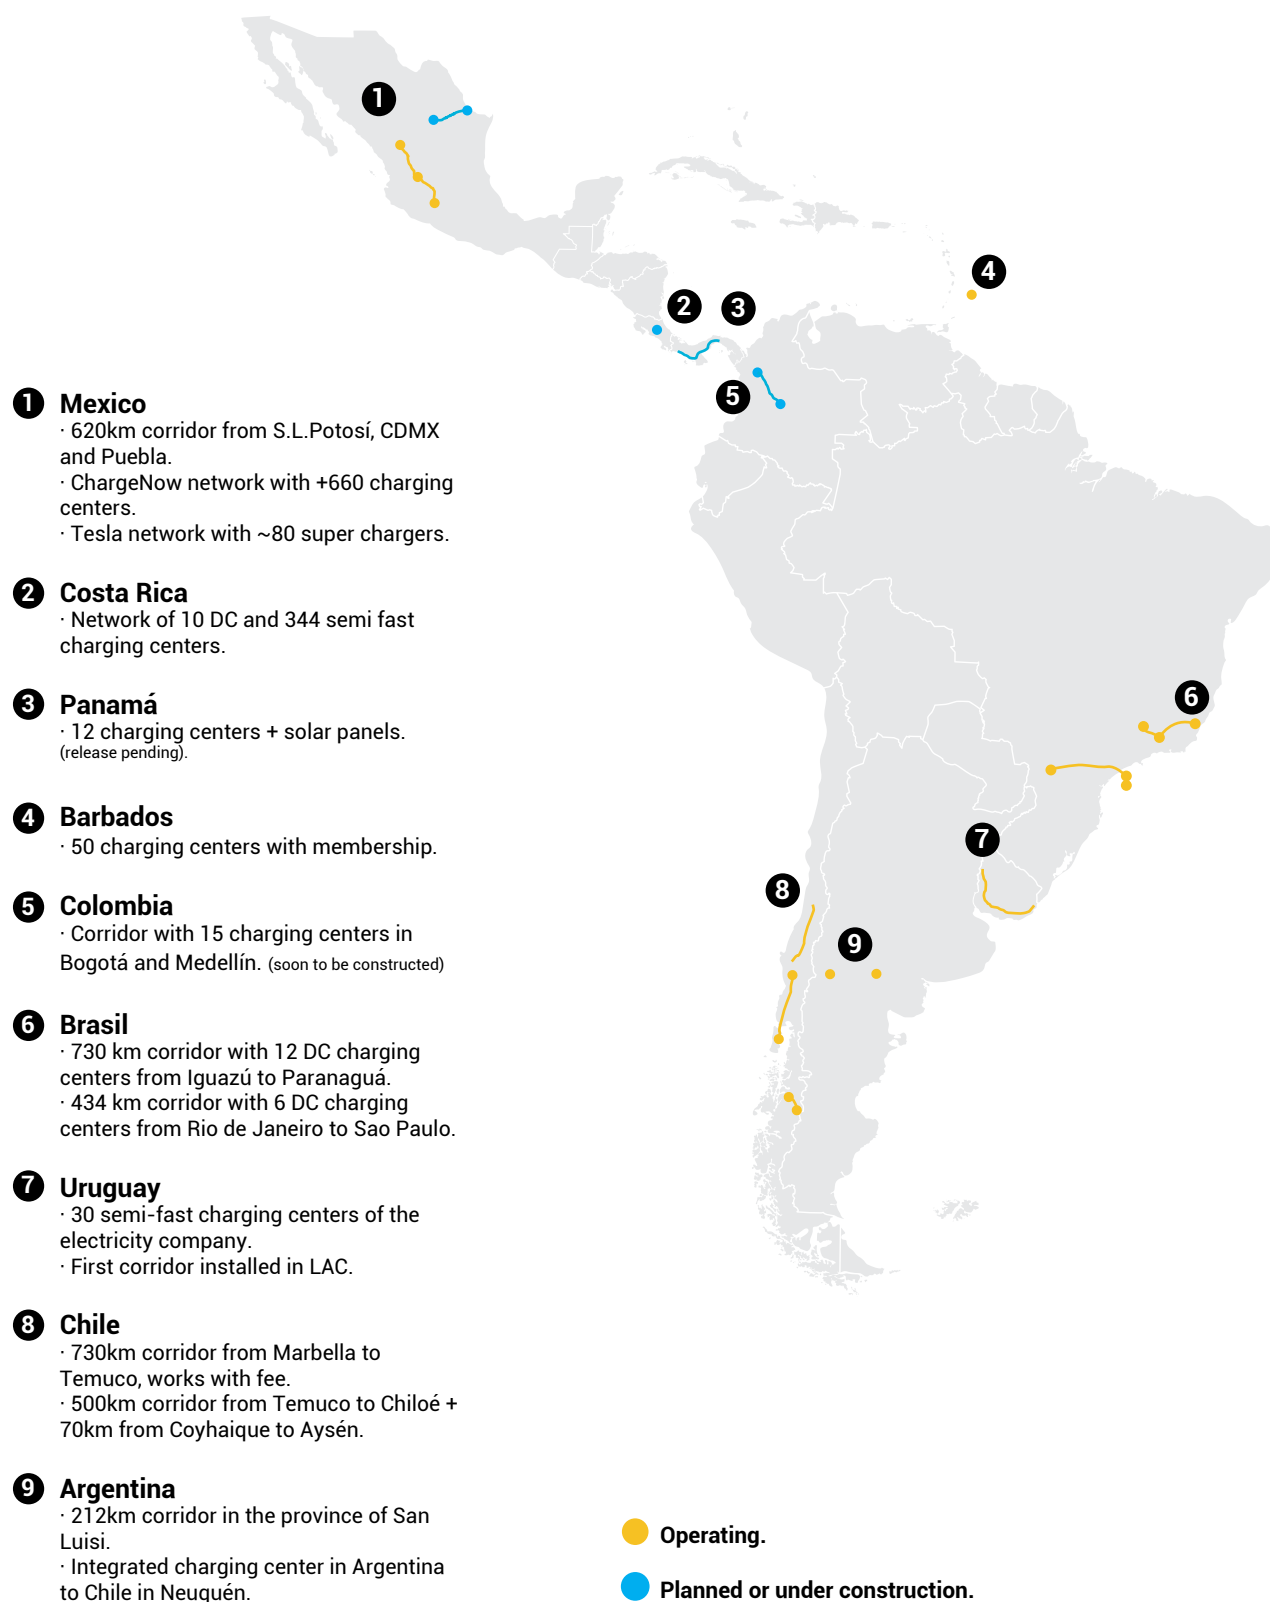 1
2
3
4
5
6
7
8
9
1 Mexico
· 620km corridor from S.L.Potosí, CDMX
and Puebla.
· ChargeNow network with +660 charging
centers.
· Tesla network with ~80 super chargers.
2 Costa Rica
· Network of 10 DC and 344 semi fast
charging centers.
3 Panamá
· 12 charging centers + solar panels.
(release pending).
4 Barbados
· 50 charging centers with membership.
5 Colombia
· Corridor with 15 charging centers in
Bogotá and Medellín. (soon to be constructed)
6 Brasil
· 730 km corridor with 12 DC charging
centers from Iguazú to Paranaguá.
· 434 km corridor with 6 DC charging
centers from Rio de Janeiro to Sao Paulo.
7 Uruguay
· 30 semi-fast charging centers of the
electricity company.
· First corridor installed in LAC.
8 Chile
· 730km corridor from Marbella to
Temuco, works with fee.
· 500km corridor from Temuco to Chiloé +
70km from Coyhaique to Aysén.
9 Argentina
· 212km corridor in the province of San
Luisi.
· Integrated charging center in Argentina
to Chile in Neuquén.
Operating.
Planned or under construction.